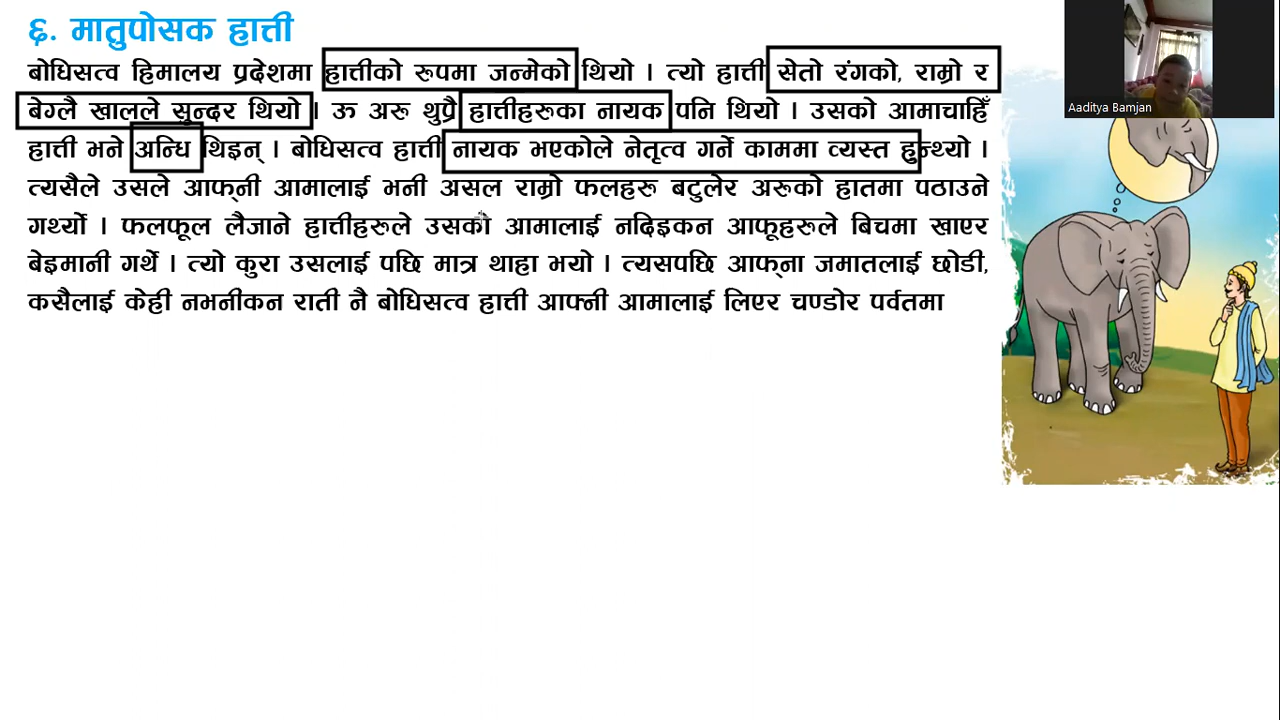 ६. मातुपोसक हात्ती
बोधिसत्व हिमालय प्रदेशमा हात्तीको रुपमा जन्मेको थियो । त्यो हात्ती सेतो रंगको, राम्रो र
बेग्लै खालले सुन्दर थियो । ऊ अरु थुप्रै हात्तीहरुका नायक पनि थियो । उसको आमाचाहिँ
हात्ती भने अन्धि थिइन् । बोधिसत्व हात्ती नायक भएकोले नेतृत्व गर्ने काममा व्यस्त हुन्थ्यो ।
त्यसैले उसले आफ्‌नी आमालाई भनी असल राम्रो फलहरु बटुलेर अरुको हातमा पठाउने
गर्थ्यो । फलफूल लैजाने हात्तीहरुले उसको आमालाई नदिइकन आफूहरुले बिचमा खाएर
बेइमानी गर्थे । त्यो कुरा उसलाई पछि मात्र थाहा भयो । त्यसपछि आफ्‌ना जमातलाई छोडी,
कसैलाई केही नभनीकन राती नै बोधिसत्व हात्ती आफ्नी आमालाई लिएर चण्डोर पर्वतमा
Aaditya Bamjan